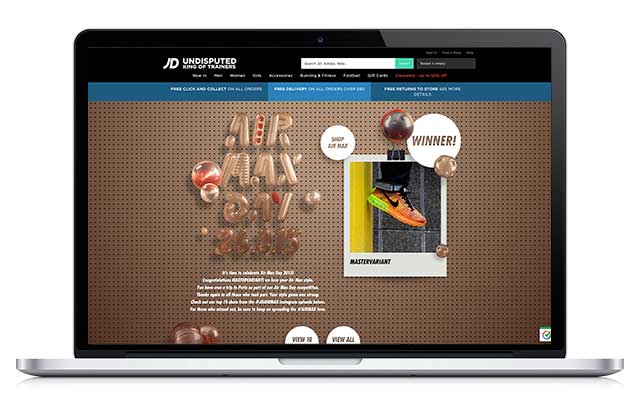 JD UNDISPUTED
KING OF TRAINERS
Sign in Find a Store Help
Search JD: Adidas, Nike...
Search
Basket is empty
New In Men Women Kids Accessories Running & Fitness Football Gift Cards Clearance - up to 50% off
FREE CLICK AND COLLECT ON ALL ORDERS
FREE DELIVERY ON ALL ORDERS OVER £60
FREE RETURNS TO STORE SEE MORE
DETAILS
AIR
MAX
DAY
26.3.15
SHOP
AIR MAX
WINNER!
MASTERVARIANT
It's time to celebrate Air Max Day 2015!
Congratulations MASTERVARIANT! we love your Air Max style.
You have won a trip to Paris as part of our Air Max Day competition.
Thanks again to all those who took part. Your style game was strong.
Check out our top 10 shots from the #JDAIRMAX Instagram uploads below.
For those who missed out, be sure to keep on spreading the #AIRMAX love.
VIEW 10
VIEW ALL